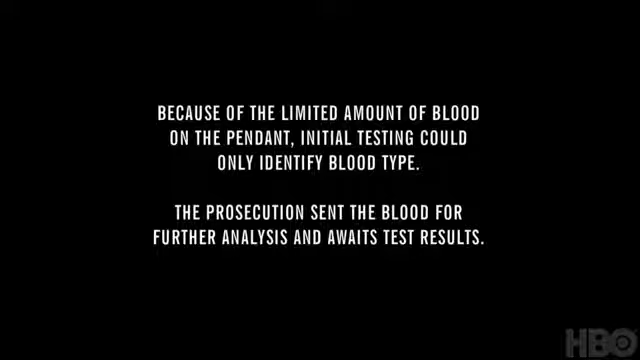 BECAUSE OF THE LIMITED AMOUNT OF BLOOD
ON THE PENDANT, INITIAL TESTING COULD
ONLY IDENTIFY BLOOD TYPE.
THE PROSECUTION SENT THE BLOOD FOR
FURTHER ANALYSIS AND AWAITS TEST RESULTS.
HBO